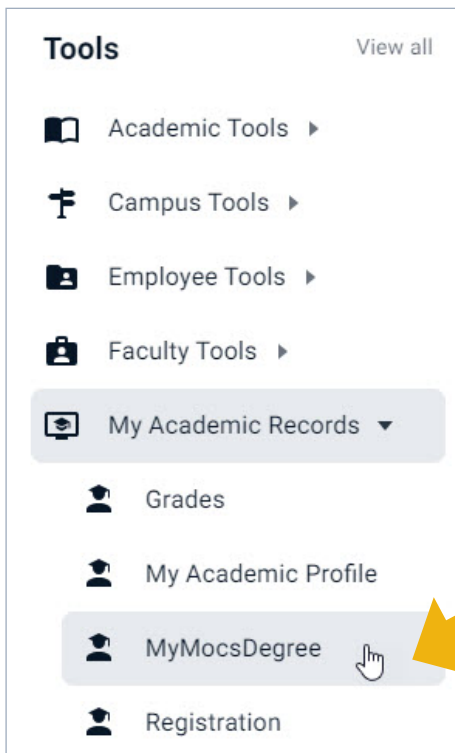 Tools View all
Academic Tools
Campus Tools
Employee Tools
Faculty Tools
My Academic Records
Grades
My Academic Profile
MyMocsDegree
Registration